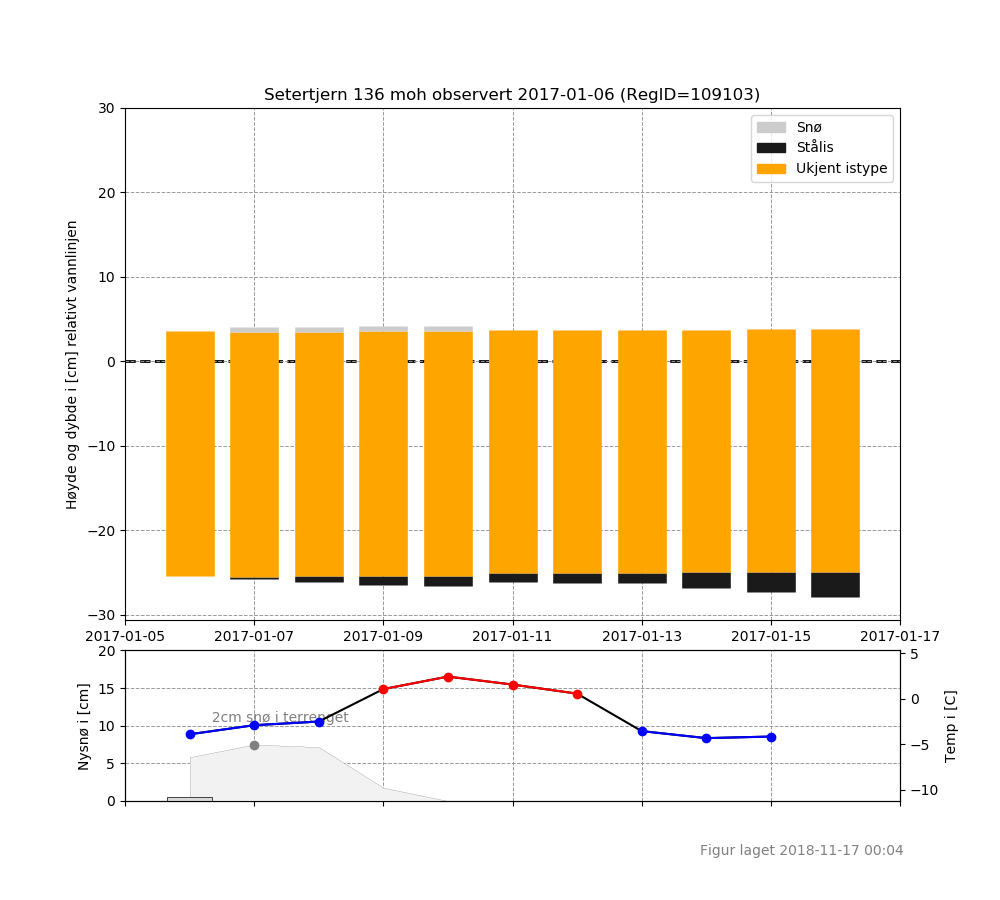 Setertjern 136 moh observert 2017-01-06 (RegID=109103)
Snø
Stålis
Ukjent istype
Høyde og dybde i [cm] relativt vannlinjen
30
20
10
0
−10
−20
−30
2017-01-05 2017-01-07 2017-01-09 2017-01-11 2017-01-13 2017-01-15 2017-01-17
Nysnø i [cm]
20
15
10
5
0
2cm snø i terrenget
5
0
−5
−10
Temp i [C]
Figur laget 2018-11-17 00:04